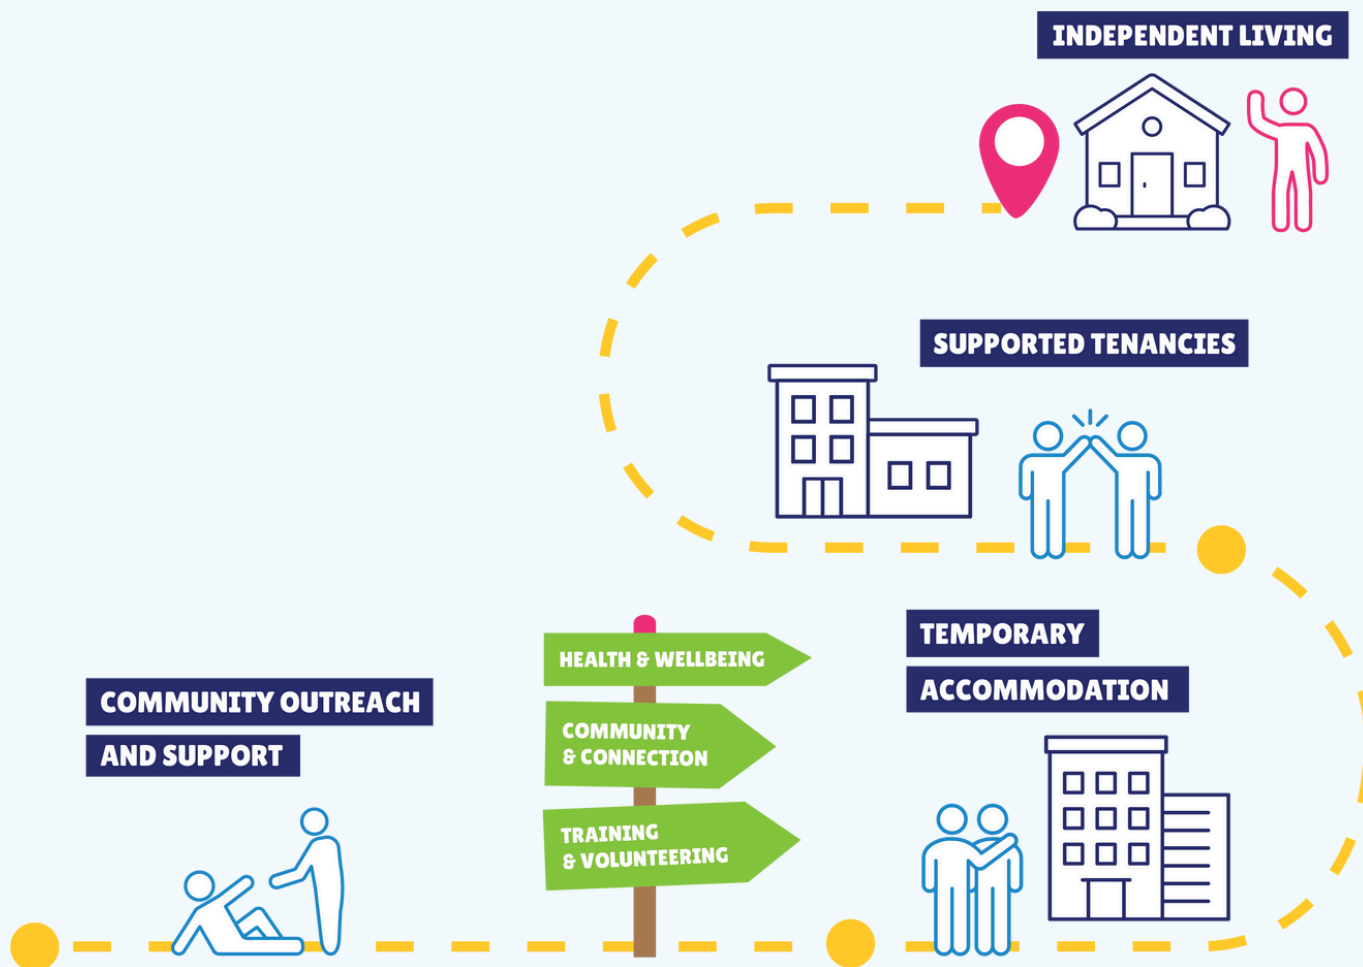 INDEPENDENT LIVING
SUPPORTED TENANCIES
TEMPORARY
ACCOMMODATION
HEALTH & WELLBEING
COMMUNITY
& CONNECTION
TRAINING
& VOLUNTEERING
COMMUNITY OUTREACH
AND SUPPORT